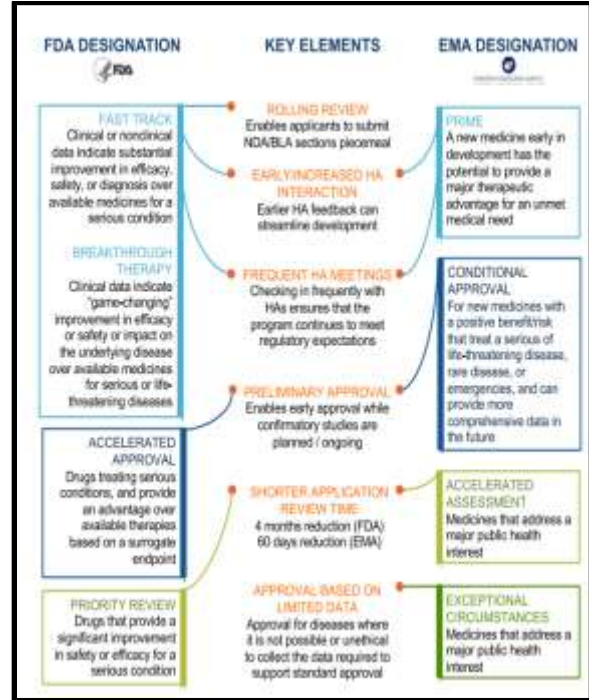 FDA DESIGNATION
FDA
FAST TRACK
Clinical or nonclinical
data indicate substantial
improvement in efficacy,
safety, or diagnosis over
available medicines for a
serious condition
BREAKTHROUGH
THERAPY
Clinical data indicate
"game-changing"
improvement in efficacy
or safety or impact on
the underlying disease
over available medicines
for serious or life-
threatening diseases
ACCELERATED
APPROVAL
Drugs treating serious
conditions, and provide
an advantage over
available therapies
based on a surrogate
endpoint
PRIORITY REVIEW
Drugs that provide a
significant improvement
in safety or efficacy for a
serious condition
KEY ELEMENTS
ROLLING REVIEW
Enables applicants to submit
NDA/BLA sections piecemeal
EARLY/INCREASED HA
INTERACTION
Earlier HA feedback can
streamline development
FREQUENT HA MEETINGS
Checking in frequently with
HAs ensures that the
program continues to meet
regulatory expectations
PRELIMINARY APPROVAL
Enables early approval while
confirmatory studies are
planned / ongoing
SHORTER APPLICATION
REVIEW TIME
4 months reduction (FDA)
60 days reduction (EMA)
APPROVAL BASED ON
LIMITED DATA
Approval for diseases where
it is not possible or unethical
to collect the data required to
support standard approval
EMA DESIGNATION
PRIME
A new medicine early in
development has the
potential to provide a
major therapeutic
advantage for an unmet
medical need
CONDITIONAL
APPROVAL
For new medicines with
a positive benefit/risk
that treat a serious of
life-threatening disease,
rare disease, or
emergencies, and can
provide more
comprehensive data in
the future
ACCELERATED
ASSESSMENT
Medicines that address a
major public health
interest
EXCEPTIONAL
CIRCUMSTANCES
Medicines that address a
major public health
interest